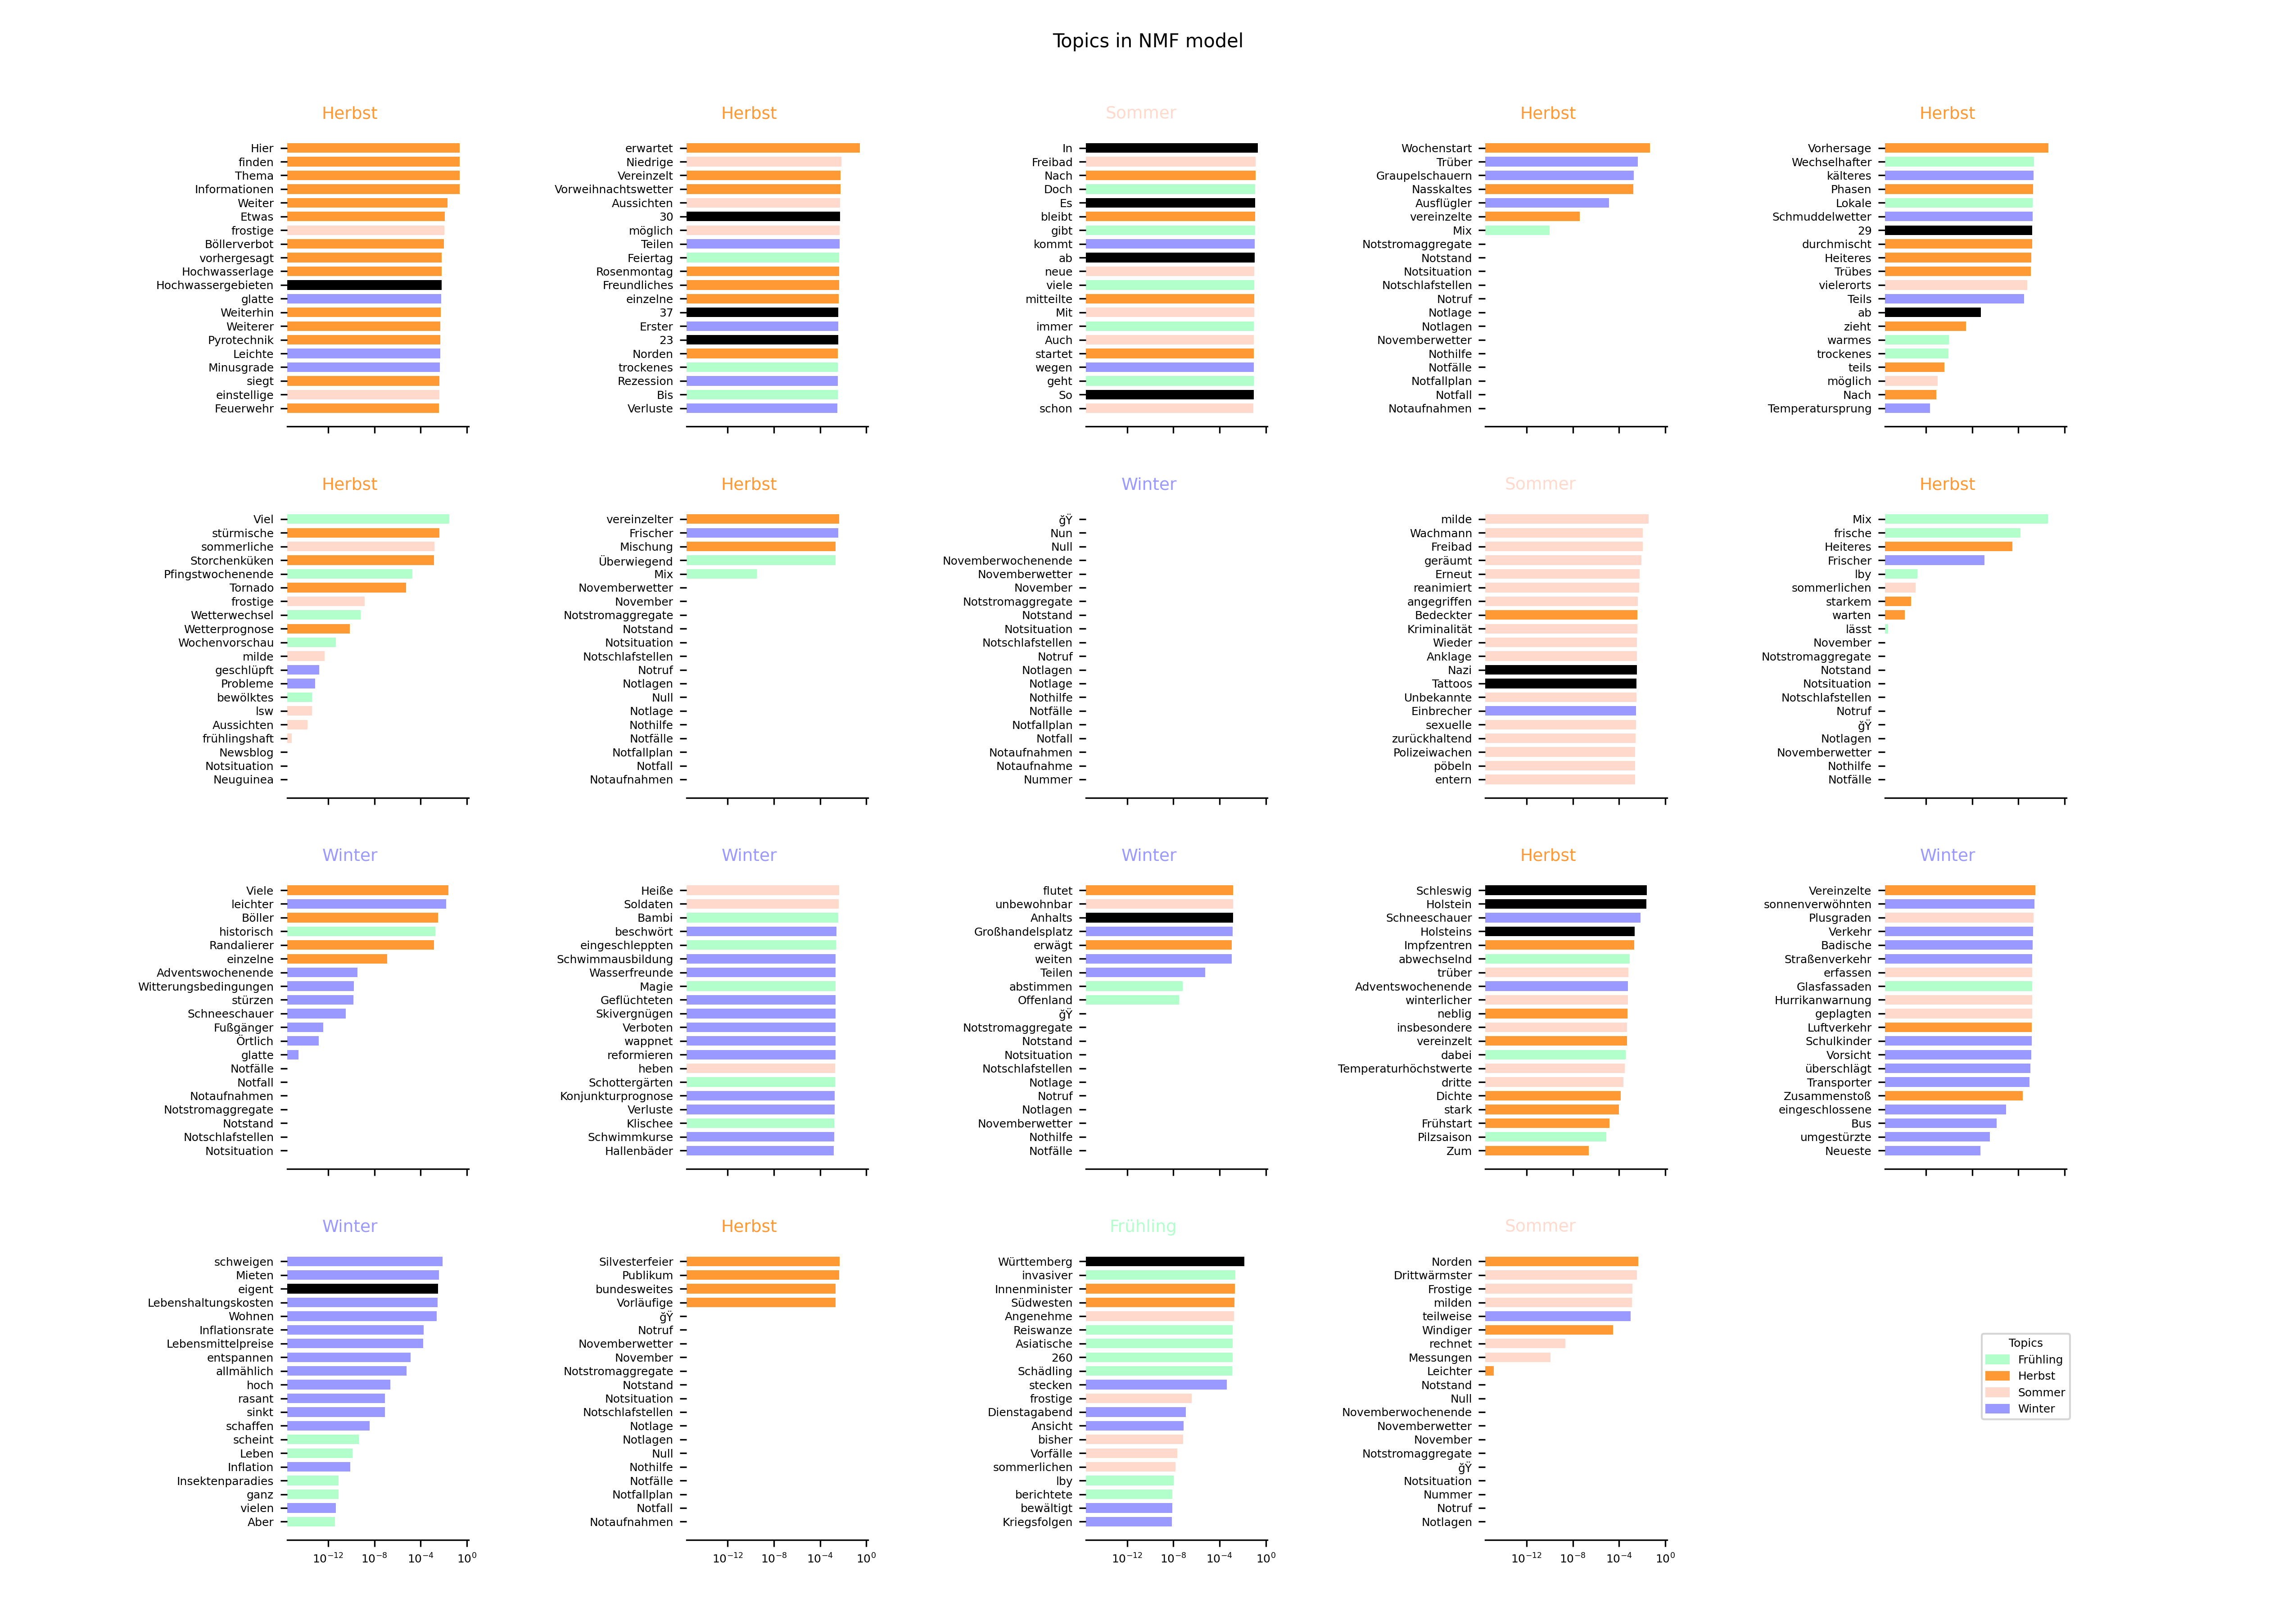 Topics in NMF model
Herbst
Hier
finden
Thema
Informationen
Weiter
Etwas
frostige
Böllerverbot
vorhergesagt
Hochwasserlage
Hochwassergebieten
glatte
Weiterhin
Weiterer
Pyrotechnik
Leichte
Minusgrade
siegt
einstellige
Feuerwehr
Herbst
erwartet
Niedrige
Vereinzelt
Vorweihnachtswetter
Aussichten
30
möglich
Teilen
Feiertag
Rosenmontag
Freundliches
einzelne
37
Erster
23
Norden
trockenes
Rezession
Bis
Verluste
Sommer
In
Freibad
Nach
Doch
Es
bleibt
gibt
kommt
ab
neue
viele
mitteilte
Mit
immer
Auch
startet
wegen
geht
So
schon
Herbst
Wochenstart
Trüber
Graupelschauern
Nasskaltes
Ausflügler
vereinzelte
Mix
Notstromaggregate
Notstand
Notsituation
Notschlafstellen
Notruf
Notlage
Notlagen
Novemberwetter
Nothilfe
Notfälle
Notfallplan
Notfall
Notaufnahmen
Herbst
Vorhersage
Wechselhafter
kälteres
Phasen
Lokale
Schmuddelwetter
29
durchmischt
Heiteres
Trübes
vielerorts
Teils
ab
zieht
warmes
trockenes
teils
möglich
Nach
Temperatursprung
Herbst
Viel
stürmische
sommerliche
Storchenküken
Pfingstwochenende
Tornado
frostige
Wetterwechsel
Wetterprognose
Wochenvorschau
milde
geschlüpft
Probleme
bewölktes
lsw
Aussichten
frühlingshaft
Newsblog
Notsituation
Neuguinea
Herbst
vereinzelter
Frischer
Mischung
Überwiegend
Mix
Novemberwetter
November
Notstromaggregate
Notstand
Notsituation
Notschlafstellen
Notruf
Notlagen
Null
Notlage
Nothilfe
Notfälle
Notfallplan
Notfall
Notaufnahmen
Winter
ğŸ
Nun
Null
Novemberwochenende
Novemberwetter
November
Notstromaggregate
Notstand
Notsituation
Notschlafstellen
Notruf
Notlagen
Notlage
Nothilfe
Notfälle
Notfallplan
Notfall
Notaufnahmen
Notaufnahme
Nummer
Sommer
milde
Wachmann
Freibad
geräumt
Erneut
reanimiert
angegriffen
Bedeckter
Kriminalität
Wieder
Anklage
Nazi
Tattoos
Unbekannte
Einbrecher
sexuelle
zurückhaltend
Polizeiwachen
pöbeln
entern
Herbst
Mix
frische
Heiteres
Frischer
lby
sommerlichen
starkem
warten
lässt
November
Notstromaggregate
Notstand
Notsituation
Notschlafstellen
Notruf
ğŸ
Notlagen
Novemberwetter
Nothilfe
Notfälle
Winter
Viele
leichter
Böller
historisch
Randalierer
einzelne
Adventswochenende
Witterungsbedingungen
stürzen
Schneeschauer
Fußgänger
Örtlich
glatte
Notfälle
Notfall
Notaufnahmen
Notstromaggregate
Notstand
Notschlafstellen
Notsituation
Winter
Heiße
Soldaten
Bambi
beschwört
eingeschleppten
Schwimmausbildung
Wasserfreunde
Magie
Geflüchteten
Skivergnügen
Verboten
wappnet
reformieren
heben
Schottergärten
Konjunkturprognose
Verluste
Klischee
Schwimmkurse
Hallenbäder
Winter
flutet
unbewohnbar
Anhalts
Großhandelsplatz
erwägt
weiten
Teilen
abstimmen
Offenland
ğŸ
Notstromaggregate
Notstand
Notsituation
Notschlafstellen
Notlage
Notruf
Notlagen
Novemberwetter
Nothilfe
Notfälle
Herbst
Schleswig
Holstein
Schneeschauer
Holsteins
Impfzentren
abwechselnd
trüber
Adventswochenende
winterlicher
neblig
insbesondere
vereinzelt
dabei
Temperaturhöchstwerte
dritte
Dichte
stark
Frühstart
Pilzsaison
Zum
Winter
Vereinzelte
sonnenverwöhnten
Plusgraden
Verkehr
Badische
Straßenverkehr
erfassen
Glasfassaden
Hurrikanwarnung
geplagten
Luftverkehr
Schulkinder
Vorsicht
überschlägt
Transporter
Zusammenstoß
eingeschlossene
Bus
umgestürzte
Neueste
Winter
schweigen
Mieten
eigent
Lebenshaltungskosten
Wohnen
Inflationsrate
Lebensmittelpreise
entspannen
allmählich
hoch
rasant
sinkt
schaffen
scheint
Leben
Inflation
Insektenparadies
ganz
vielen
Aber
10⁻¹² 10⁻⁸ 10⁻⁴ 10⁰
Herbst
Silvesterfeier
Publikum
bundesweites
Vorläufige
ğŸ
Notruf
Novemberwetter
November
Notstromaggregate
Notstand
Notsituation
Notschlafstellen
Notlage
Notlagen
Null
Nothilfe
Notfälle
Notfallplan
Notfall
Notaufnahmen
10⁻¹² 10⁻⁸ 10⁻⁴ 10⁰
Frühling
Württemberg
invasiver
Innenminister
Südwesten
Angenehme
Reiswanze
Asiatische
260
Schädling
stecken
frostige
Dienstagabend
Ansicht
bisher
Vorfälle
sommerlichen
lby
berichtete
bewältigt
Kriegsfolgen
10⁻¹² 10⁻⁸ 10⁻⁴ 10⁰
Sommer
Norden
Drittwärmster
Frostige
milden
teilweise
Windiger
rechnet
Messungen
Leichter
Notstand
Null
Novemberwochenende
Novemberwetter
November
Notstromaggregate
ğŸ
Notsituation
Nummer
Notruf
Notlagen
10⁻¹² 10⁻⁸ 10⁻⁴ 10⁰
Topics
Frühling
Herbst
Sommer
Winter